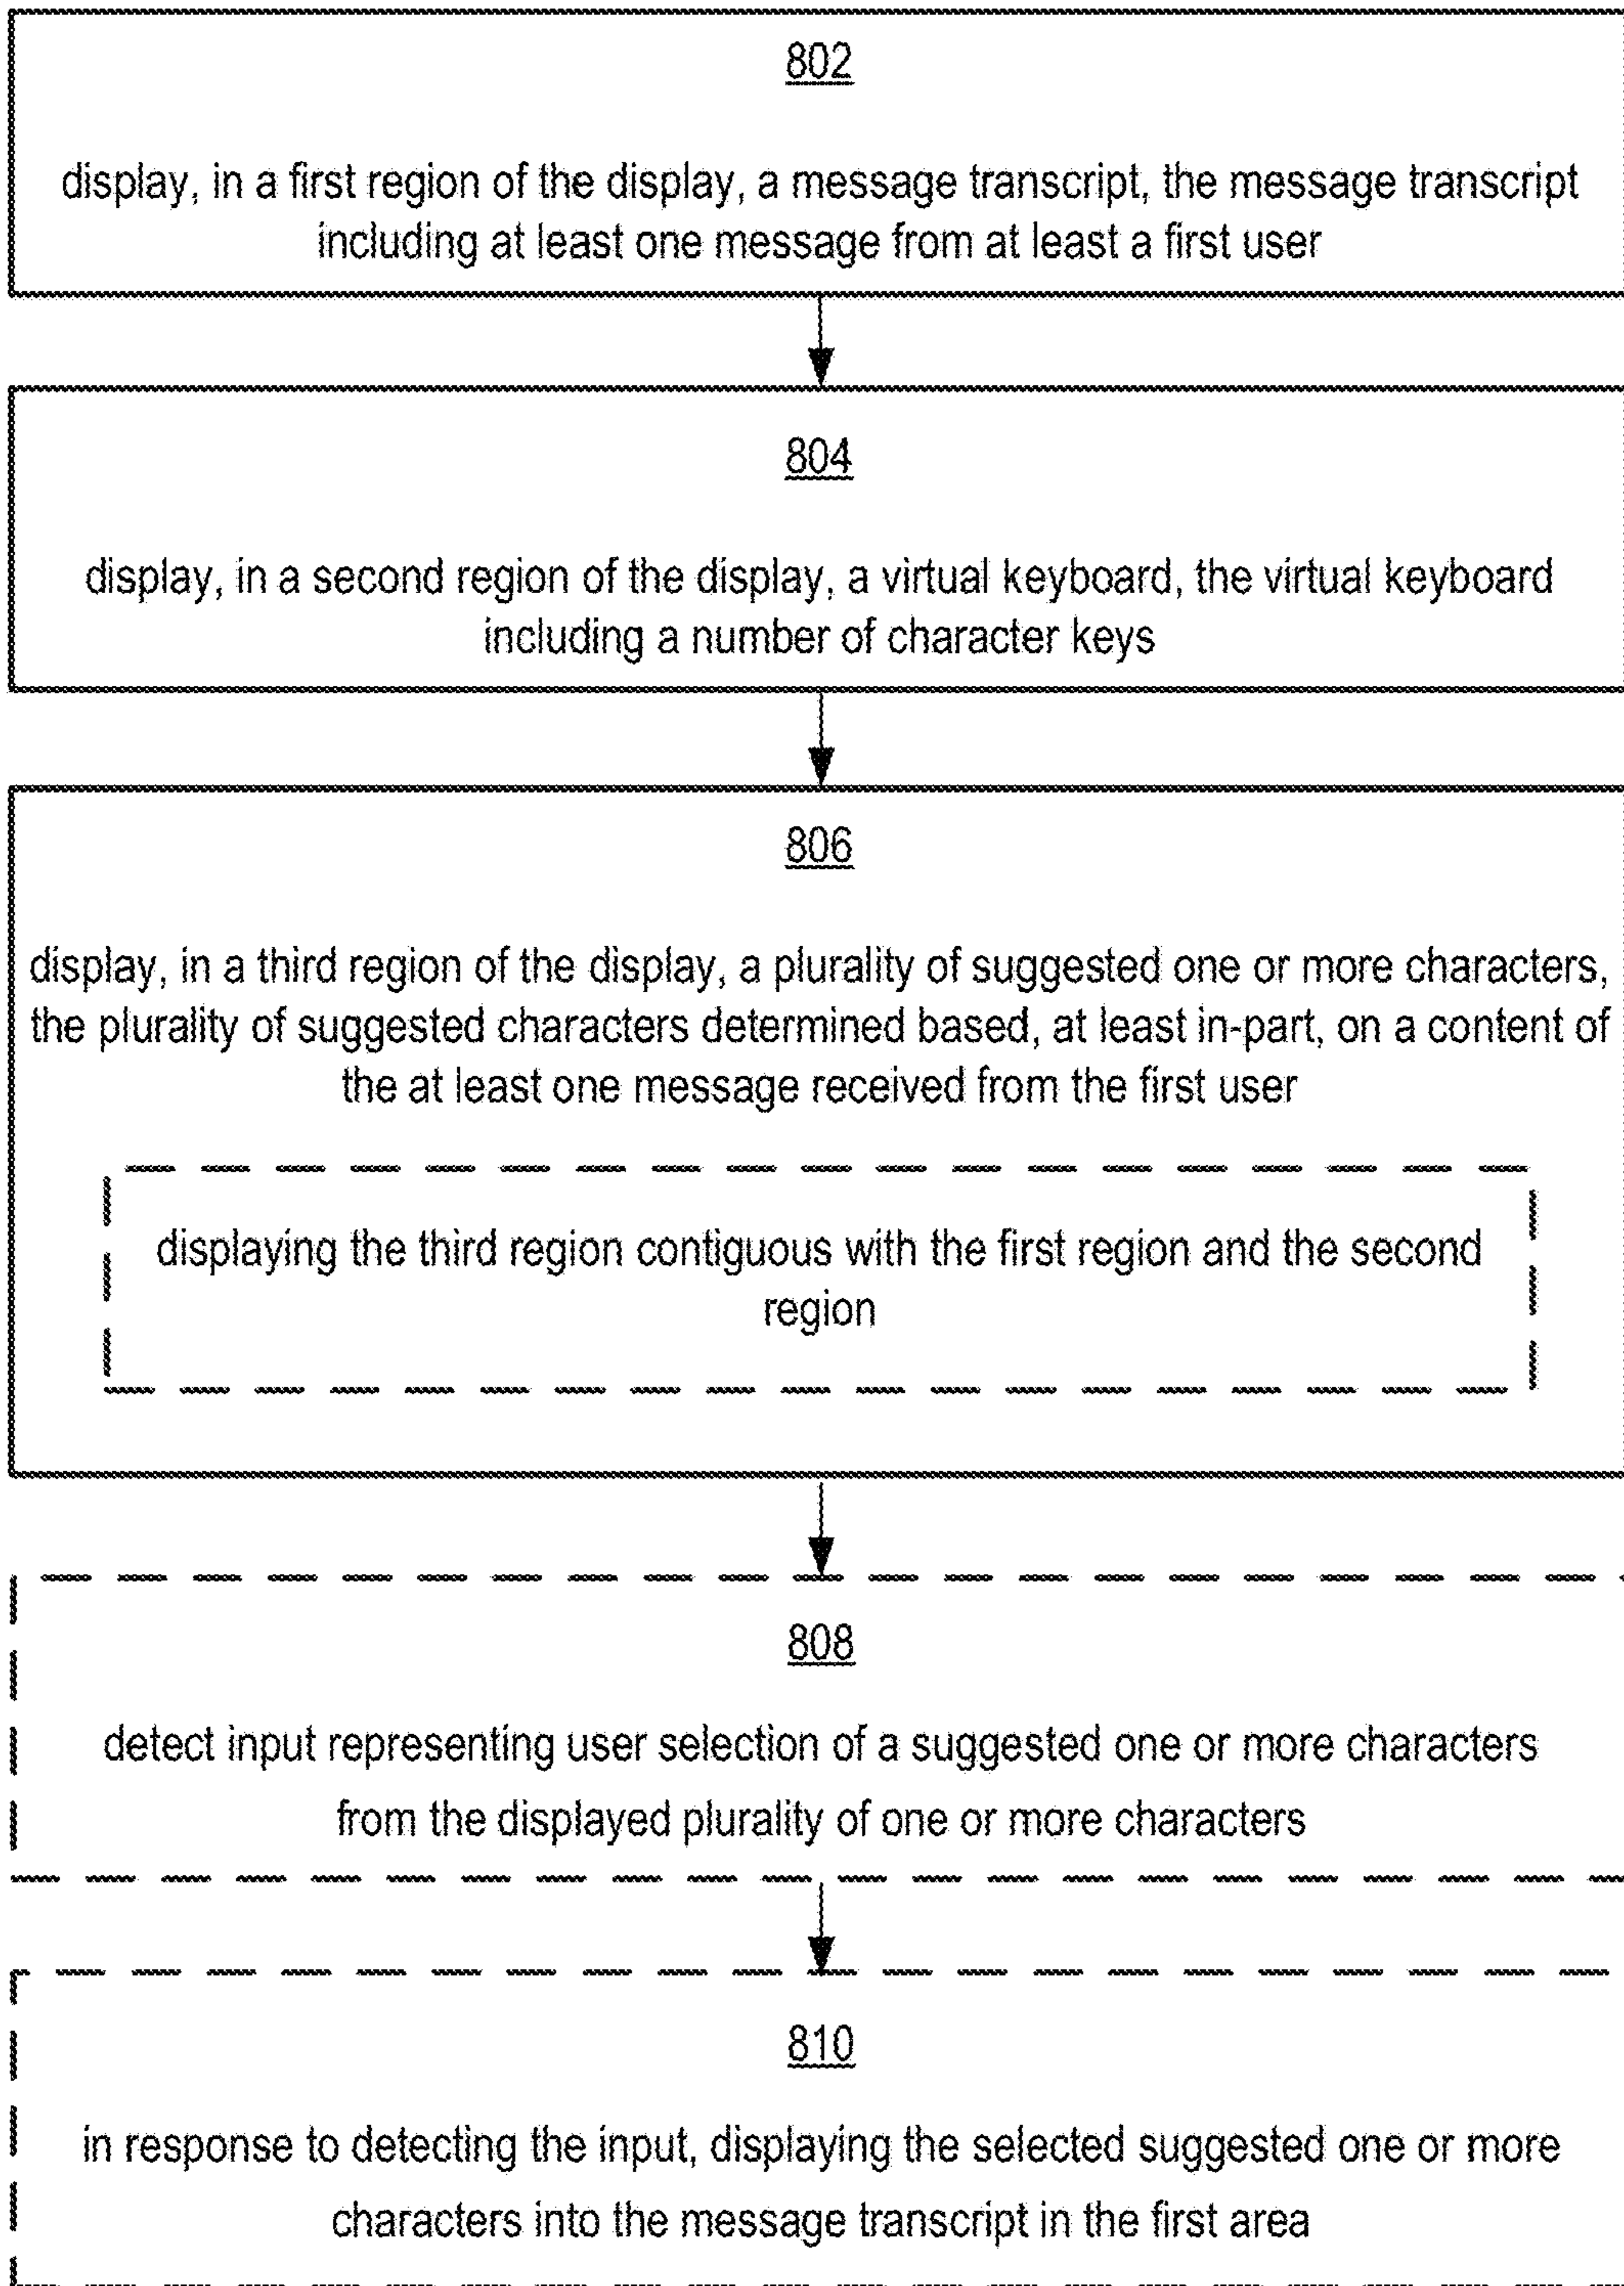 802
display, in a first region of the display, a message transcript, the message transcript
including at least one message from at least a first user
804
display, in a second region of the display, a virtual keyboard, the virtual keyboard
including a number of character keys
806
display, in a third region of the display, a plurality of suggested one or more characters,
the plurality of suggested characters determined based, at least in-part, on a content of
the at least one message received from the first user
displaying the third region contiguous with the first region and the second
region
808
detect input representing user selection of a suggested one or more characters
from the displayed plurality of one or more characters
810
in response to detecting the input, displaying the selected suggested one or more
characters into the message transcript in the first area